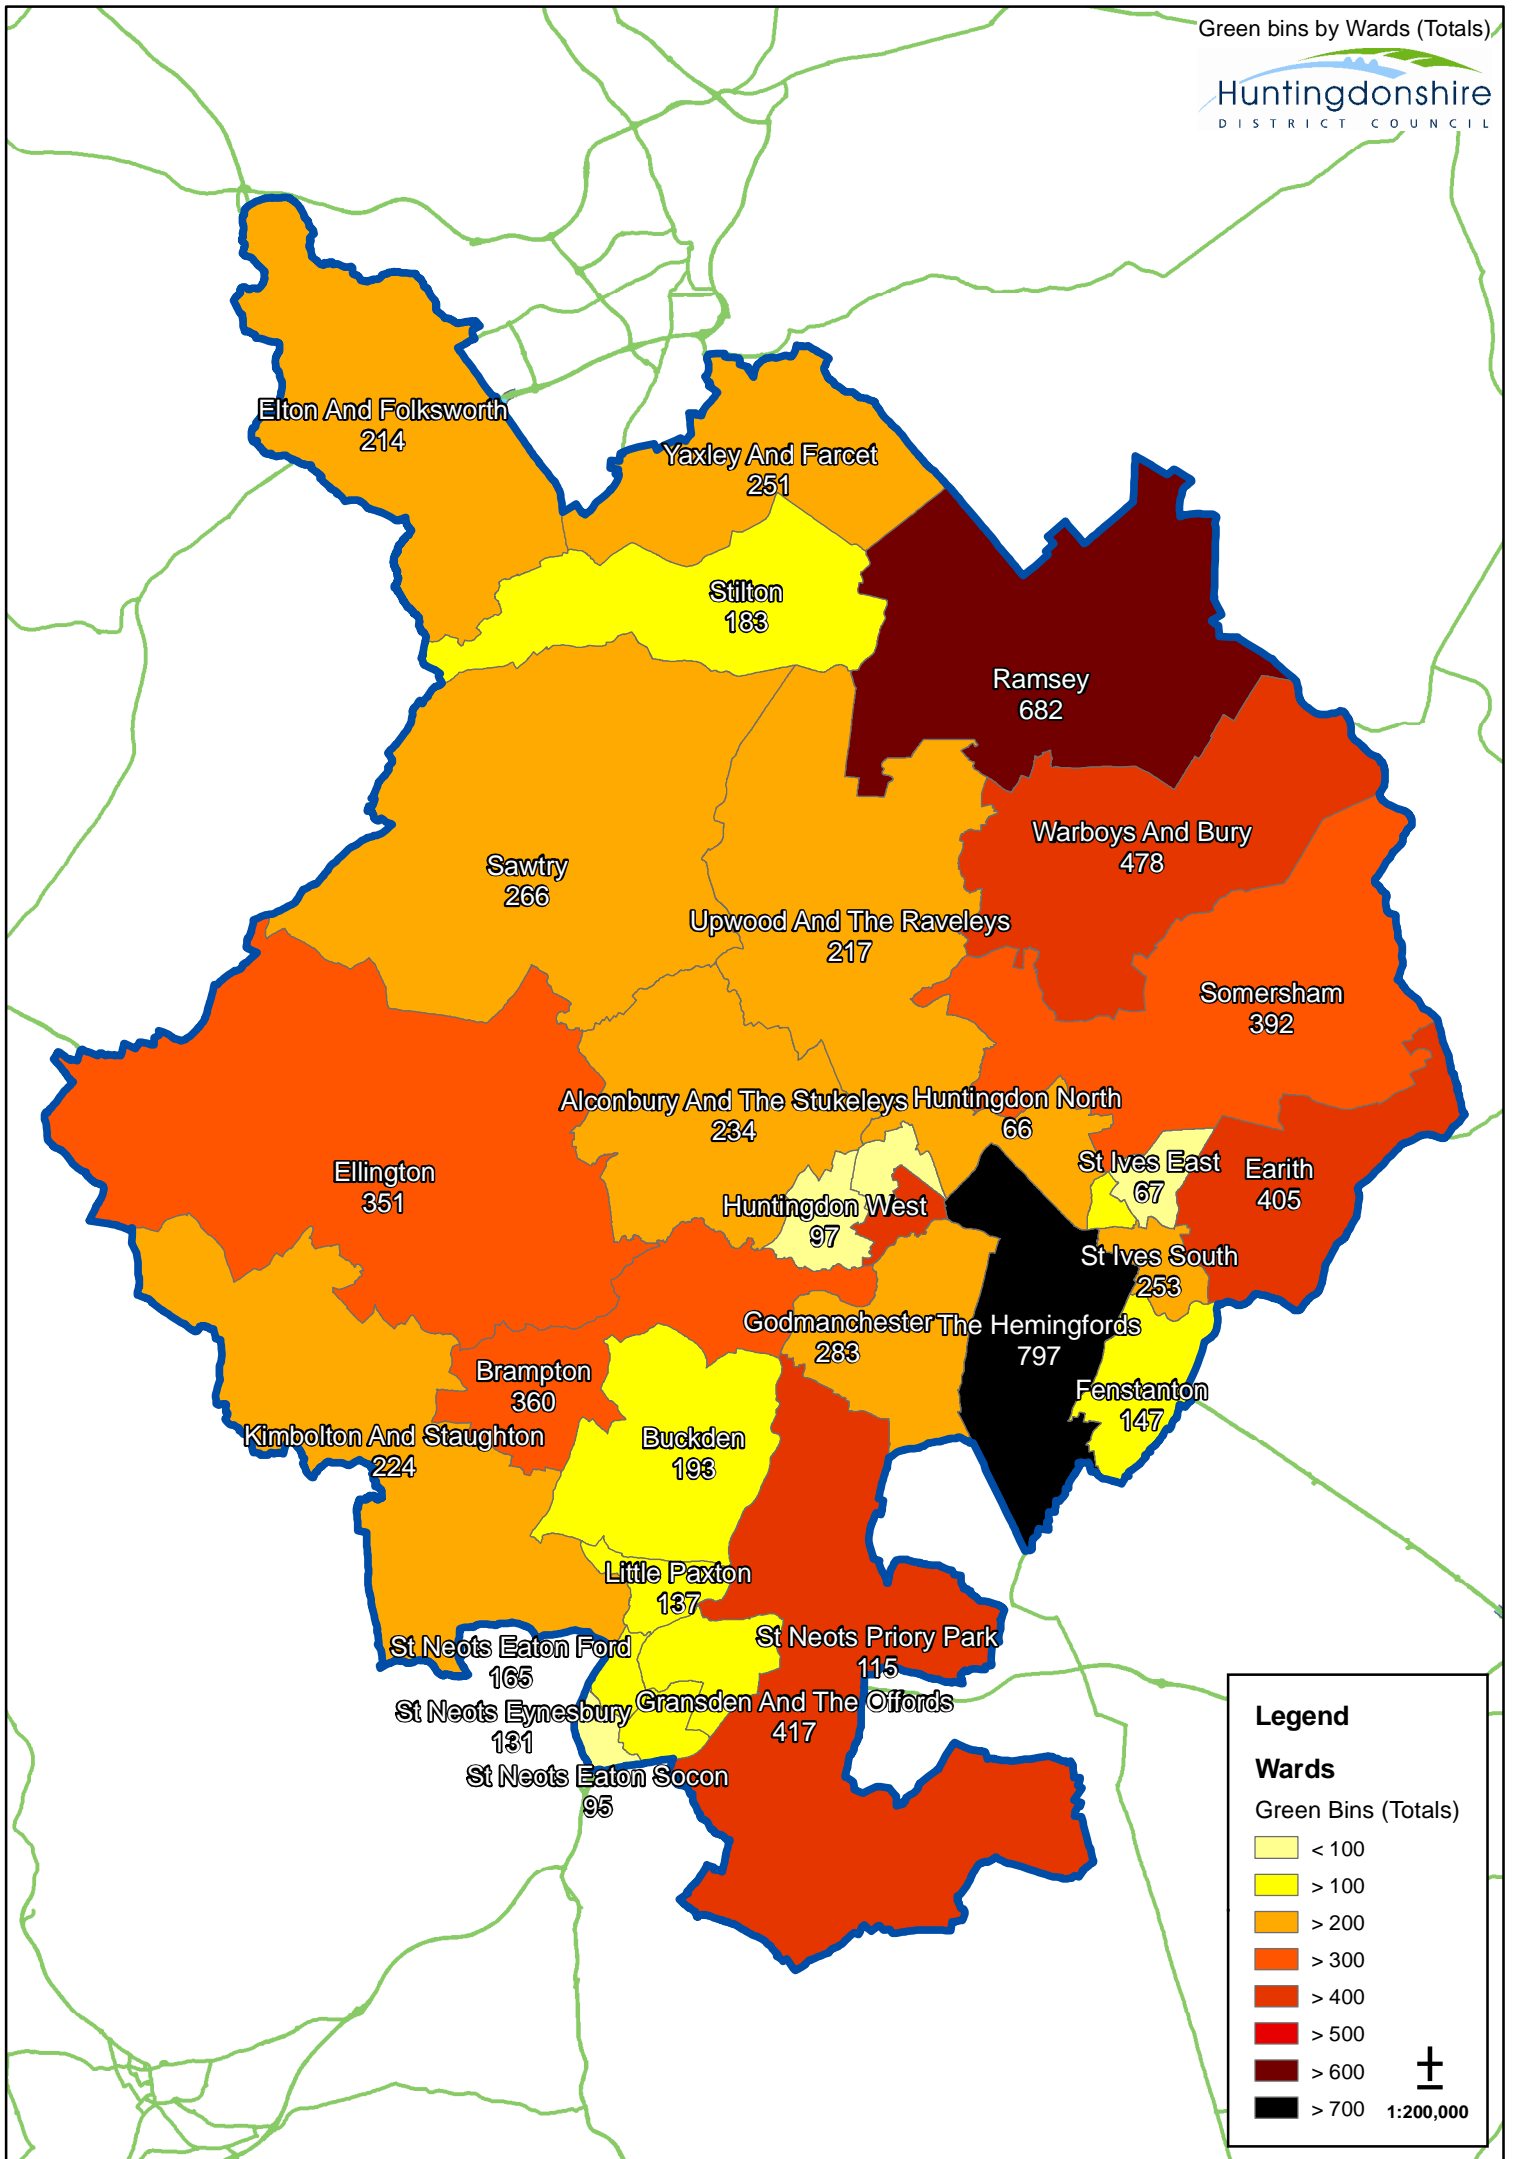 Green bins by Wards (Totals)
Huntingdonshire
DISTRICT COUNCIL
Elton And Folksworth
214
Yaxley And Farcet
251
Stilton
183
Ramsey
682
Warboys And Bury
478
Sawtry
266
Upwood And The Raveleys
217
Somersham
392
Alconbury And The Stukeleys
234
Huntingdon North
66
Ellington
351
St Ives East
67
Earith
405
Huntingdon West
97
St Ives South
253
Godmanchester
283
The Hemingfords
797
Brampton
360
Fenstanton
147
Kimbolton And Staughton
224
Buckden
193
Little Paxton
137
St Neots Eaton Ford
165
St Neots Priory Park
115
St Neots Eynesbury
131
Gransden And The Offords
417
St Neots Eaton Socon
95
Legend
Wards
Green Bins (Totals)
< 100
> 100
> 200
> 300
> 400
> 500
> 600
> 700
1:200,000